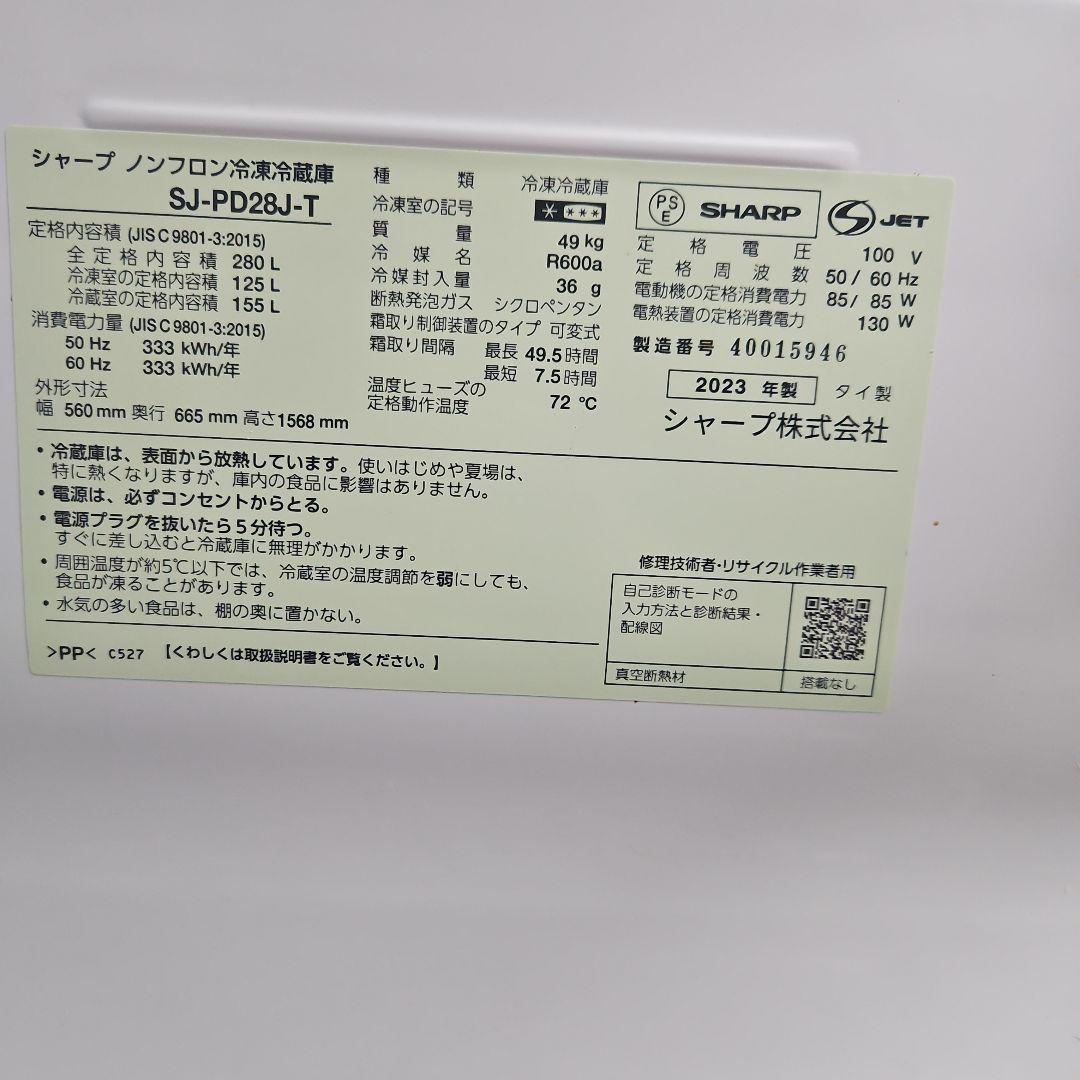 シャープ ノンフロン冷凍冷蔵庫
SJ-PD28J-T
定格内容積 (JIS C 9801-3:2015)
全定格内容積 280 L
冷凍室の定格内容積 125 L
冷蔵室の定格内容積 155 L
消費電力量 (JIS C 9801-3:2015)
50 Hz 333 kWh/年
60 Hz 333 kWh/年
外形寸法
幅 560 mm 奥行 665 mm 高さ1568 mm
種類 冷凍冷蔵庫
冷凍室の記号 * ***
質量 49 kg
冷媒名 R600a
冷媒封入量 36 g
断熱発泡ガス シクロペンタン
霜取り制御装置のタイプ 可変式
霜取り間隔 最長 49.5 時間
最短 7.5 時間
温度ヒューズの
定格動作温度 72 ℃
PSE SHARP JET
定格電圧 100 V
定格周波数 50 / 60 Hz
電動機の定格消費電力 85/ 85 W
電熱装置の定格消費電力 130 W
製造番号 40015946
2023 年製 タイ製
シャープ株式会社
・冷蔵庫は、表面から放熱しています。使いはじめや夏場は、
特に熱くなりますが、庫内の食品に影響はありません。
・電源は、必ずコンセントからとる。
・電源プラグを抜いたら5分待つ。
すぐに差し込むと冷蔵庫に無理がかかります。
・周囲温度が約5℃以下では、冷蔵室の温度調節を弱にしても、
食品が凍ることがあります。
・水気の多い食品は、棚の奥に置かない。
>PP< C527 【くわしくは取扱説明書をご覧ください。】
修理技術者・リサイクル作業者用
自己診断モードの
入力方法と診断結果・
配線図
真空断熱材 搭載なし